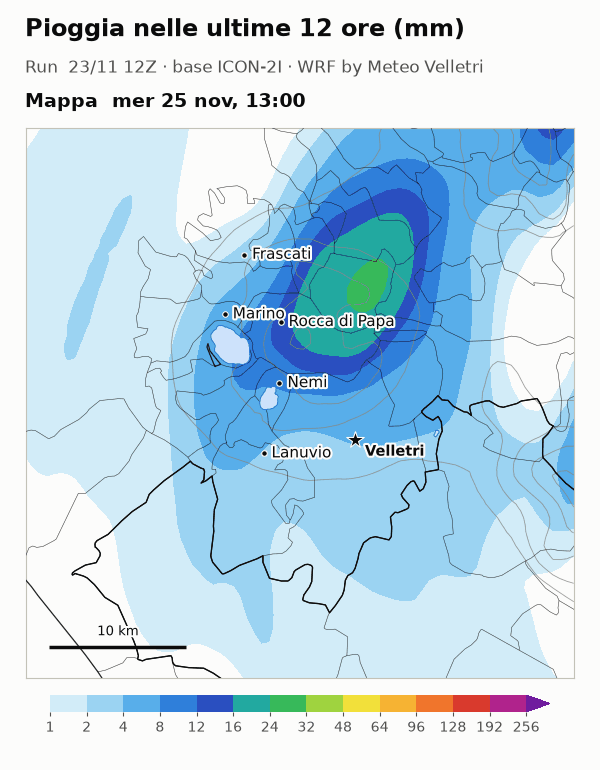 Pioggia nelle ultime 12 ore (mm)
Run  23/11 12Z · base ICON-2I · WRF by Meteo Velletri
Mappa  mer 25 nov, 13:00
Frascati
Marino
Rocca di Papa
Nemi
Velletri
Lanuvio
10 km
1 2 4 8 12 16 24 32 48 64 96 128 192 256